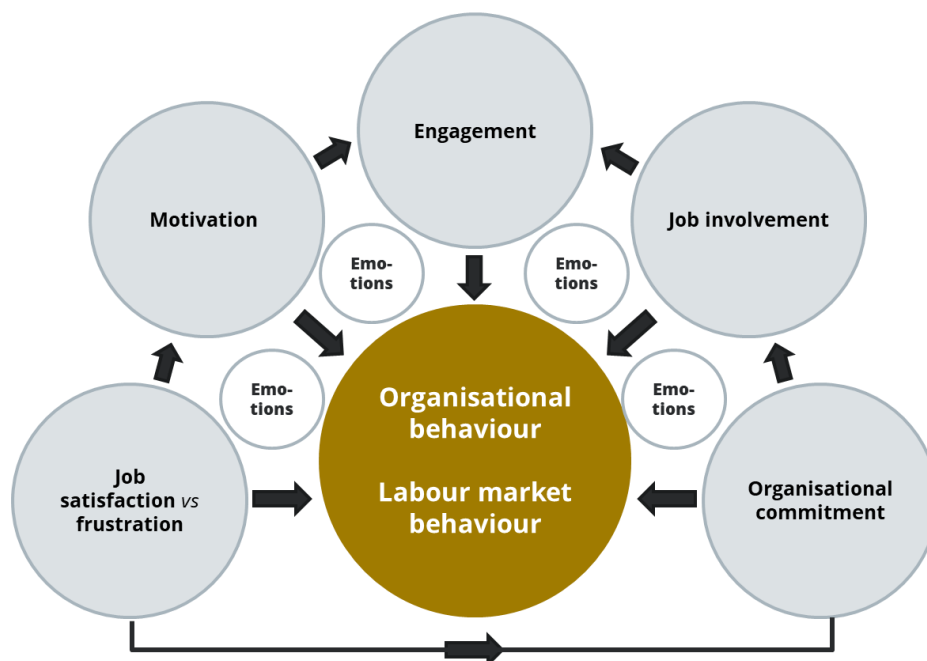 Engagement
Motivation
Job involvement
Emo-
tions
Emo-
tions
Emo-
tions
Emo-
tions
Organisational
behaviour
Labour market
behaviour
Job
satisfaction vs
frustration
Organisational
commitment